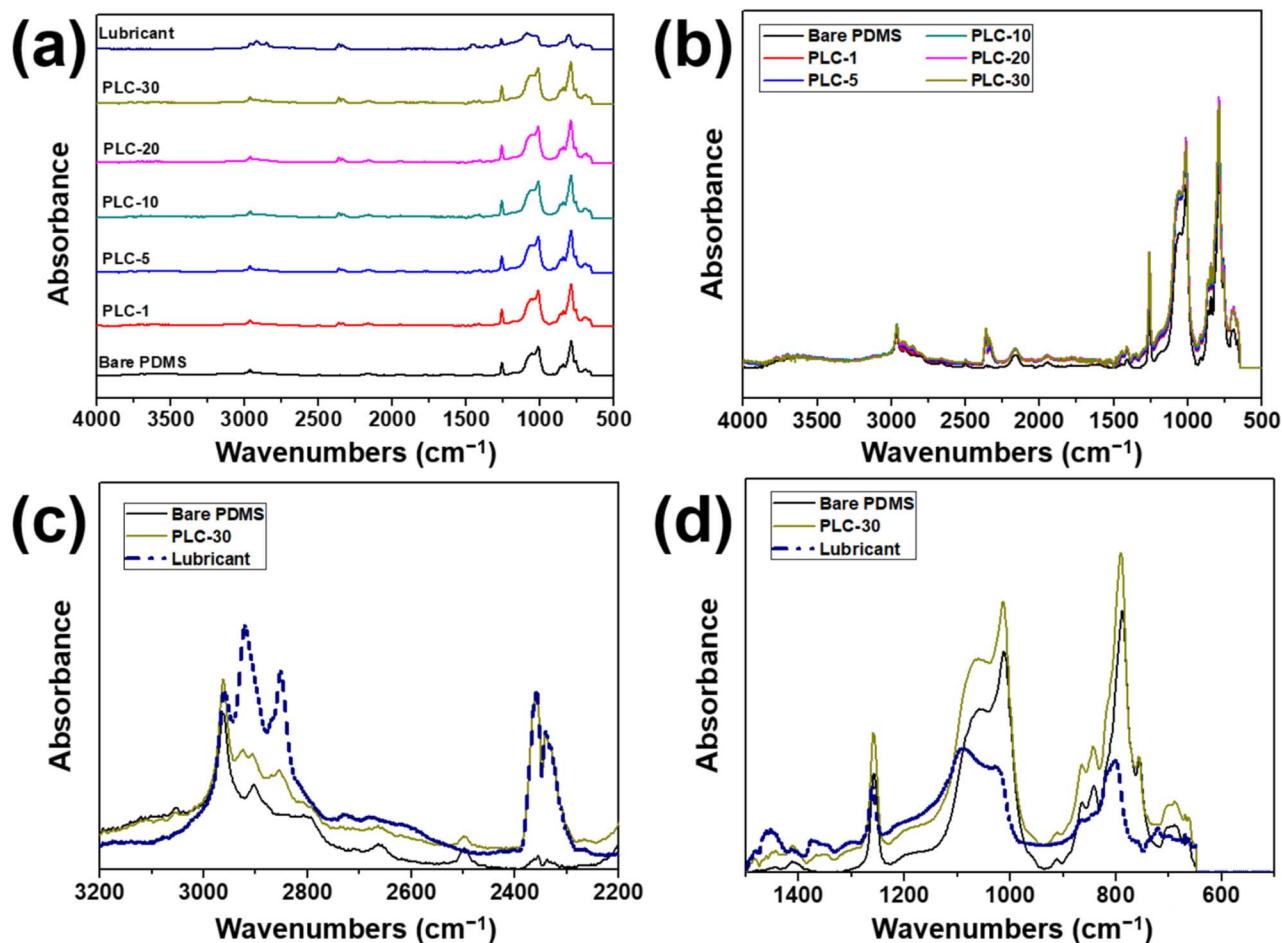 (a)
Lubricant
PLC-30
PLC-20
PLC-10
PLC-5
PLC-1
Bare PDMS
Absorbance
4000 3500 3000 2500 2000 1500 1000 500
Wavenumbers (cm⁻¹)
(b)
Bare PDMS PLC-10
PLC-1 PLC-20
PLC-5 PLC-30
Absorbance
4000 3500 3000 2500 2000 1500 1000 500
Wavenumbers (cm⁻¹)
(c)
Bare PDMS
PLC-30
Lubricant
Absorbance
3200 3000 2800 2600 2400 2200
Wavenumbers (cm⁻¹)
(d)
Bare PDMS
PLC-30
Lubricant
Absorbance
1400 1200 1000 800 600
Wavenumbers (cm⁻¹)